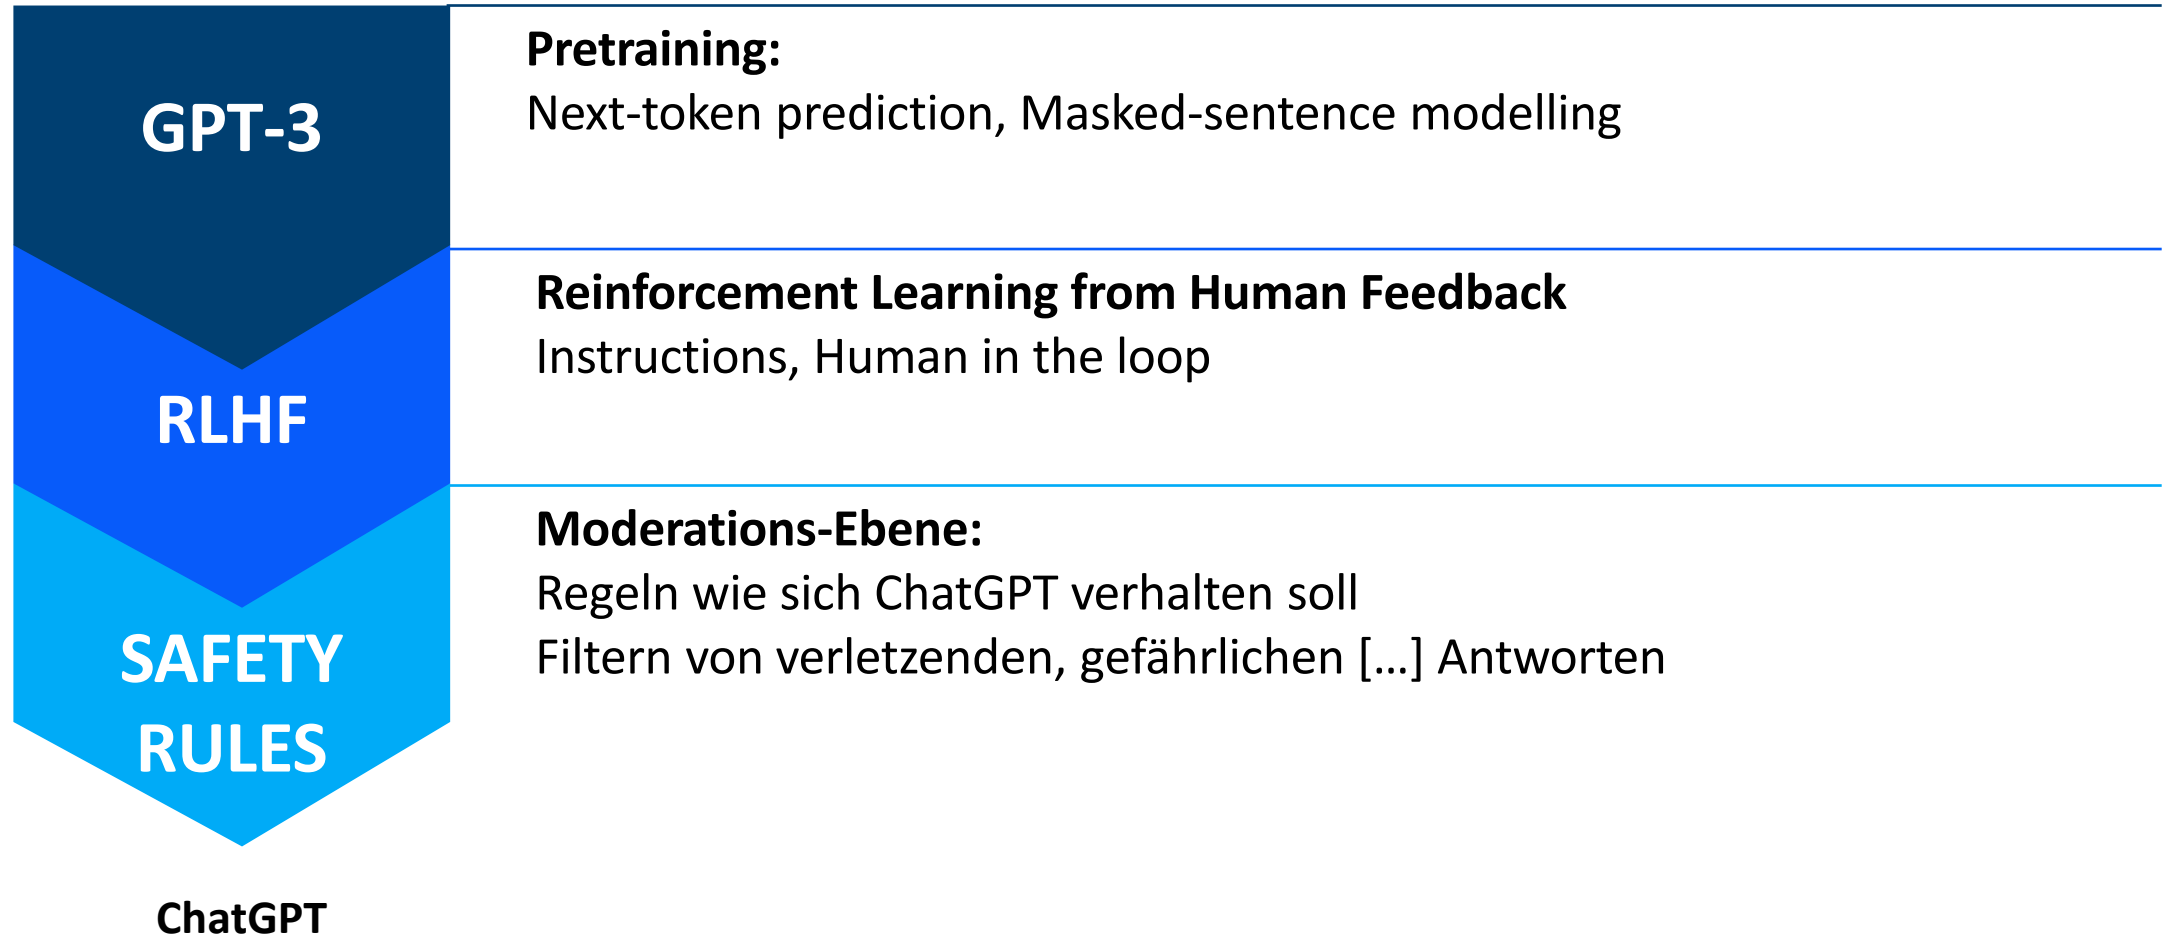 GPT-3
Pretraining:
Next-token prediction, Masked-sentence modelling
RLHF
Reinforcement Learning from Human Feedback
Instructions, Human in the loop
SAFETY
RULES
Moderations-Ebene:
Regeln wie sich ChatGPT verhalten soll
Filtern von verletzenden, gefährlichen [...] Antworten
ChatGPT